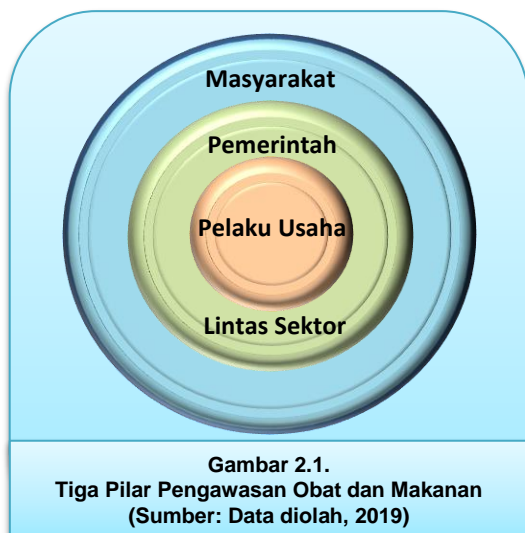 Masyarakat
Pemerintah
Pelaku Usaha
Lintas Sektor
Gambar 2.1.
Tiga Pilar Pengawasan Obat dan Makanan
(Sumber: Data diolah, 2019)